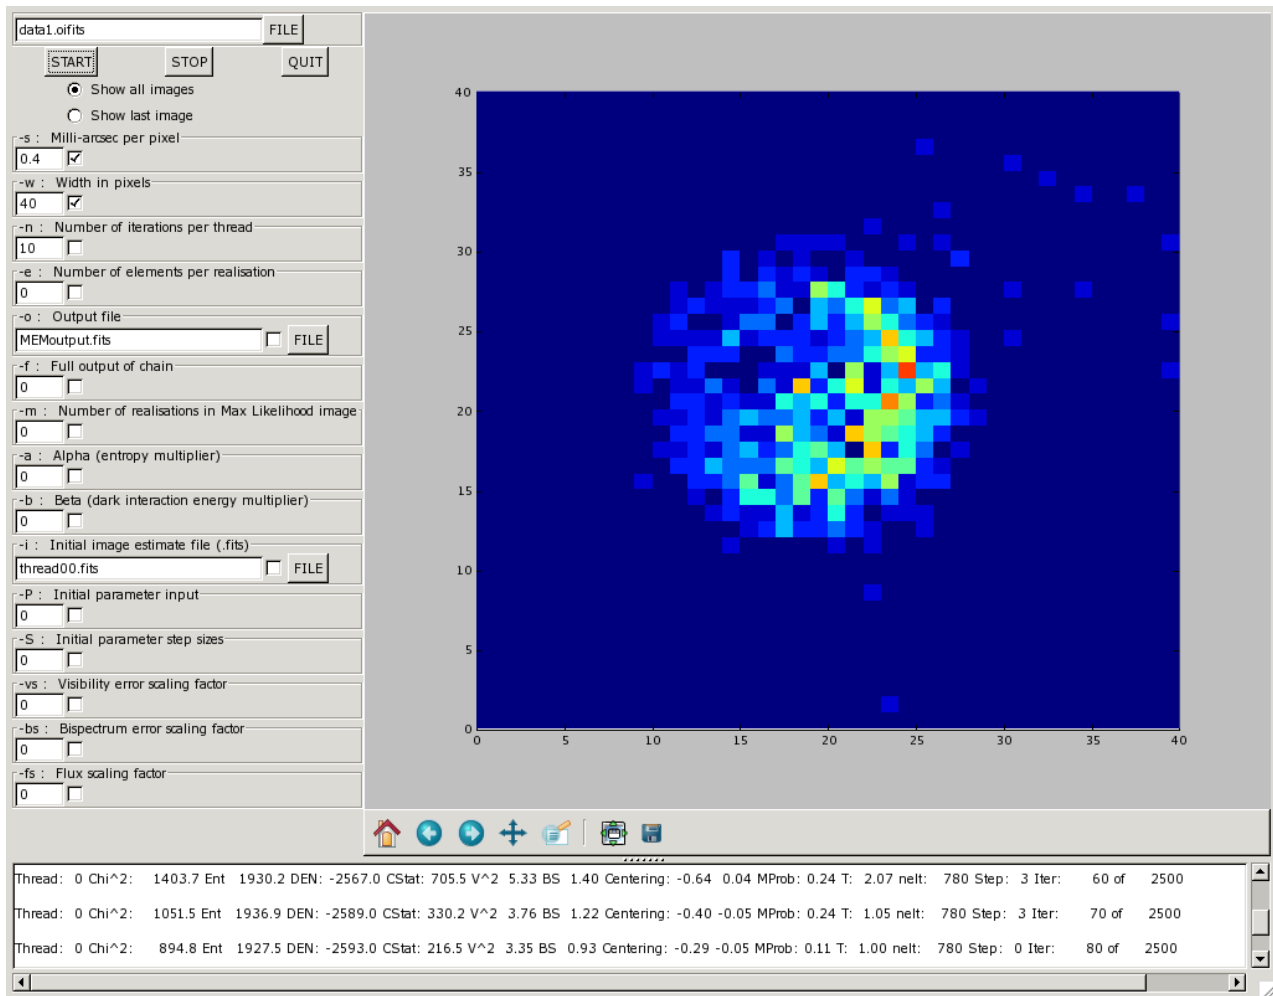 data1.oifits FILE
START STOP QUIT
Show all images
Show last image
-s : Milli-arcsec per pixel
0.4
-w : Width in pixels
40
-n : Number of iterations per thread
10
-e : Number of elements per realisation
0
-o : Output file
MEMoutput.fits FILE
-f : Full output of chain
0
-m : Number of realisations in Max Likelihood image
0
-a : Alpha (entropy multiplier)
0
-b : Beta (dark interaction energy multiplier)
0
-i : Initial image estimate file (.fits)
thread00.fits FILE
-P : Initial parameter input
0
-S : Initial parameter step sizes
0
-vs : Visibility error scaling factor
0
-bs : Bispectrum error scaling factor
0
-fs : Flux scaling factor
0
40
35
30
25
20
15
10
5
0
0 5 10 15 20 25 30 35 40
Thread: 0 Chi^2: 1403.7 Ent 1930.2 DEN: -2567.0 CStat: 705.5 V^2 5.33 BS 1.40 Centering: -0.64 0.04 MProb: 0.24 T: 2.07 nelt: 780 Step: 3 Iter: 60 of 2500
Thread: 0 Chi^2: 1051.5 Ent 1936.9 DEN: -2589.0 CStat: 330.2 V^2 3.76 BS 1.22 Centering: -0.40 -0.05 MProb: 0.24 T: 1.05 nelt: 780 Step: 3 Iter: 70 of 2500
Thread: 0 Chi^2: 894.8 Ent 1927.5 DEN: -2593.0 CStat: 216.5 V^2 3.35 BS 0.93 Centering: -0.29 -0.05 MProb: 0.11 T: 1.00 nelt: 780 Step: 0 Iter: 80 of 2500